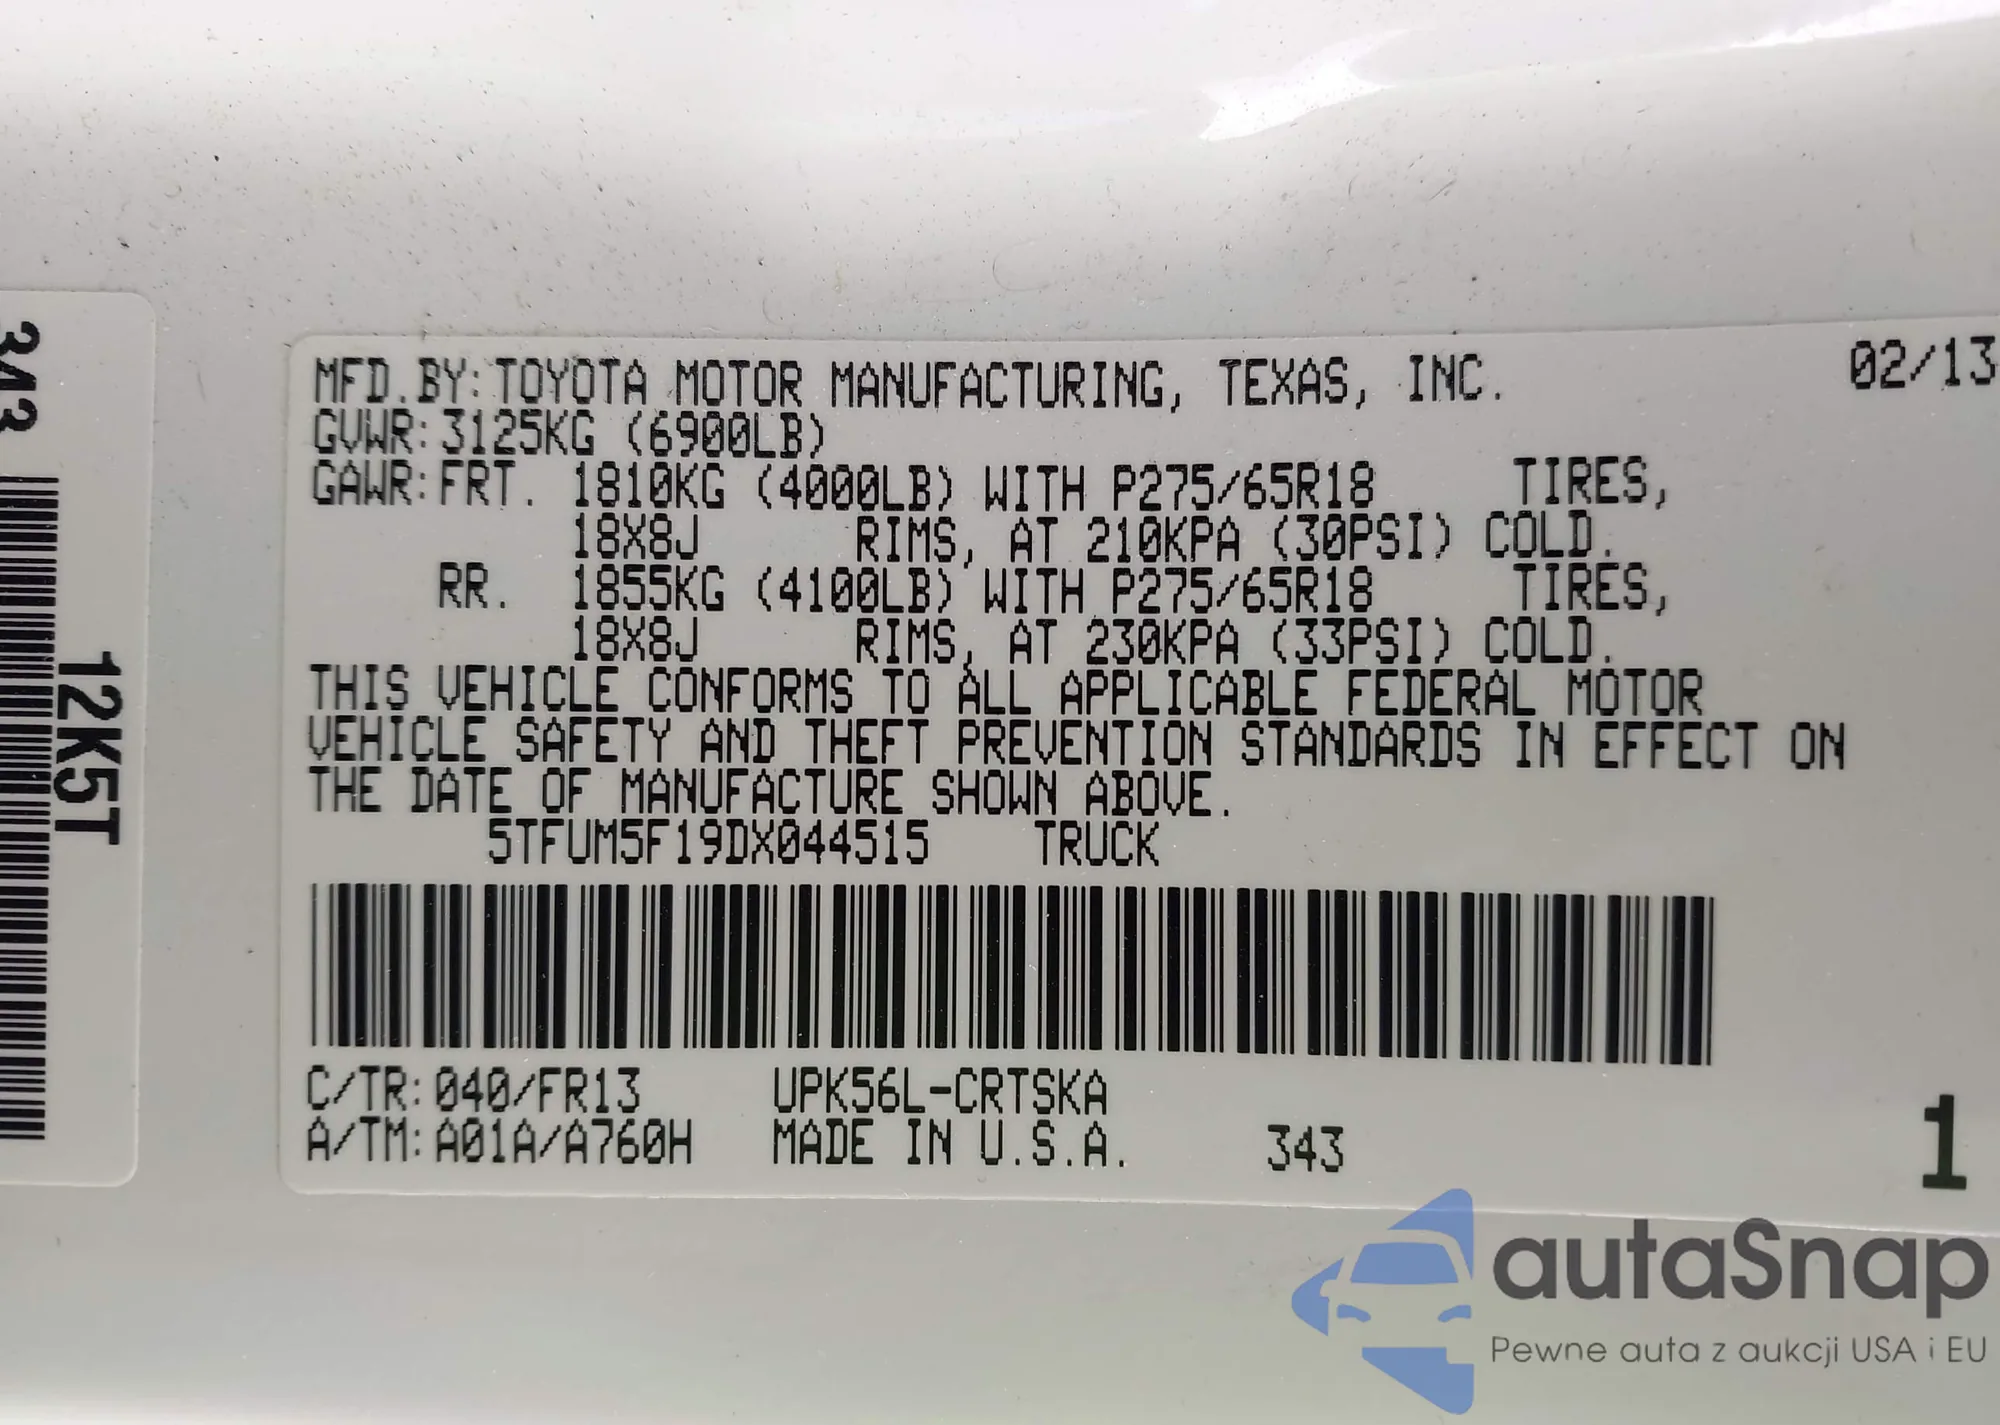 343
12K5T
MFD.BY:TOYOTA MOTOR MANUFACTURING, TEXAS, INC. 02/13
GVWR:3125KG (6900LB)
GAWR:FRT. 1810KG (4000LB) WITH P275/65R18 TIRES,
18X8J RIMS, AT 210KPA (30PSI) COLD.
RR. 1855KG (4100LB) WITH P275/65R18 TIRES,
18X8J RIMS, AT 230KPA (33PSI) COLD.
THIS VEHICLE CONFORMS TO ALL APPLICABLE FEDERAL MOTOR
VEHICLE SAFETY AND THEFT PREVENTION STANDARDS IN EFFECT ON
THE DATE OF MANUFACTURE SHOWN ABOVE.
5TFUM5F19DX044515 TRUCK
C/TR:040/FR13 UPK56L-CRTSKA
A/TM:A01A/A760H MADE IN U.S.A. 343
1
autaSnap
Pewne auta z aukcji USA i EU